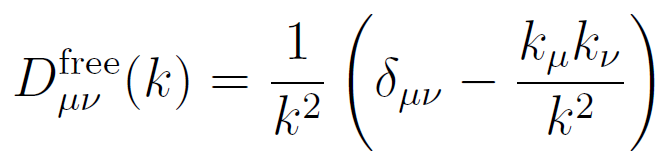 D^{\text{free}}_{\mu\nu}(k) = \frac{1}{k^2} \left( \delta_{\mu\nu} - \frac{k_\mu k_\nu}{k^2} \right)